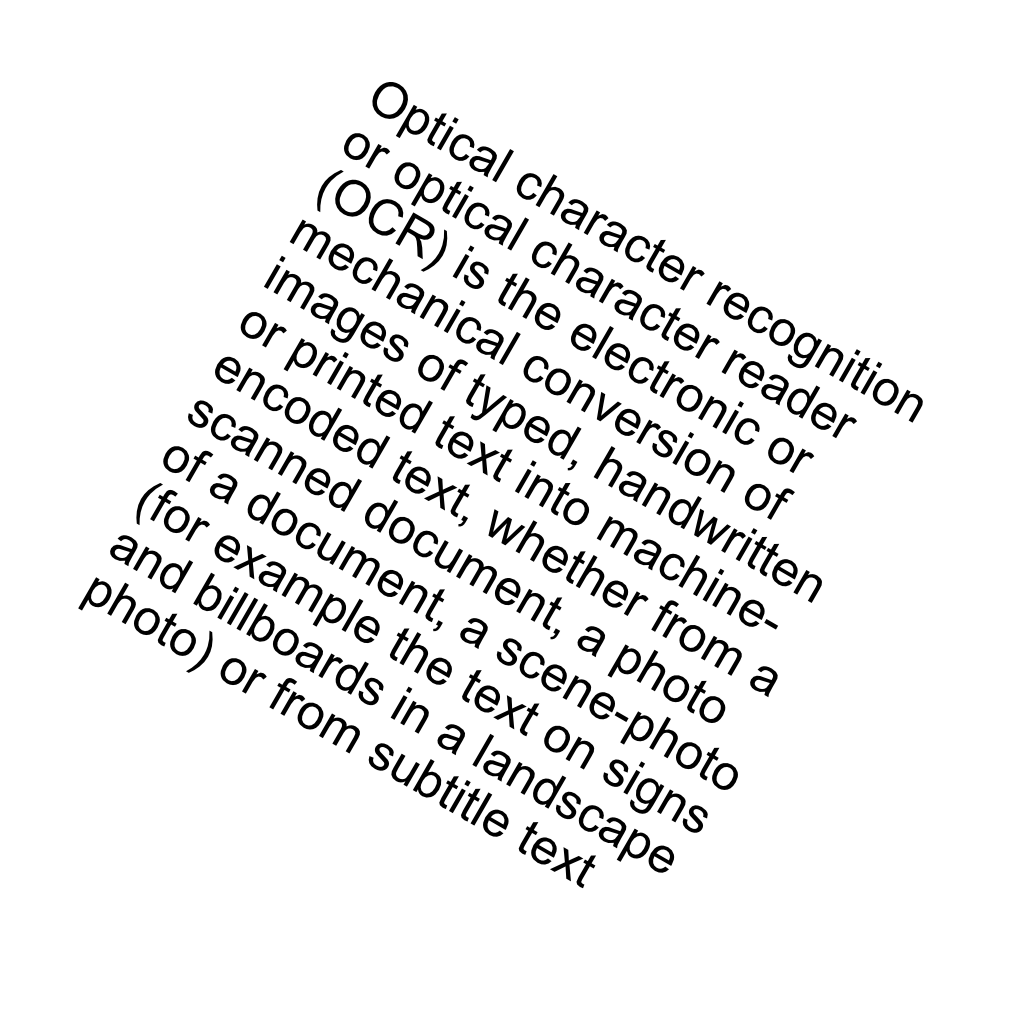 Optical character recognition
or optical character reader
(OCR) is the electronic or
mechanical conversion of
images of typed, handwritten
or printed text into machine-
encoded text, whether from a
scanned document, a photo
of a document, a scene-photo
(for example the text on signs
and billboards in a landscape
photo) or from subtitle text